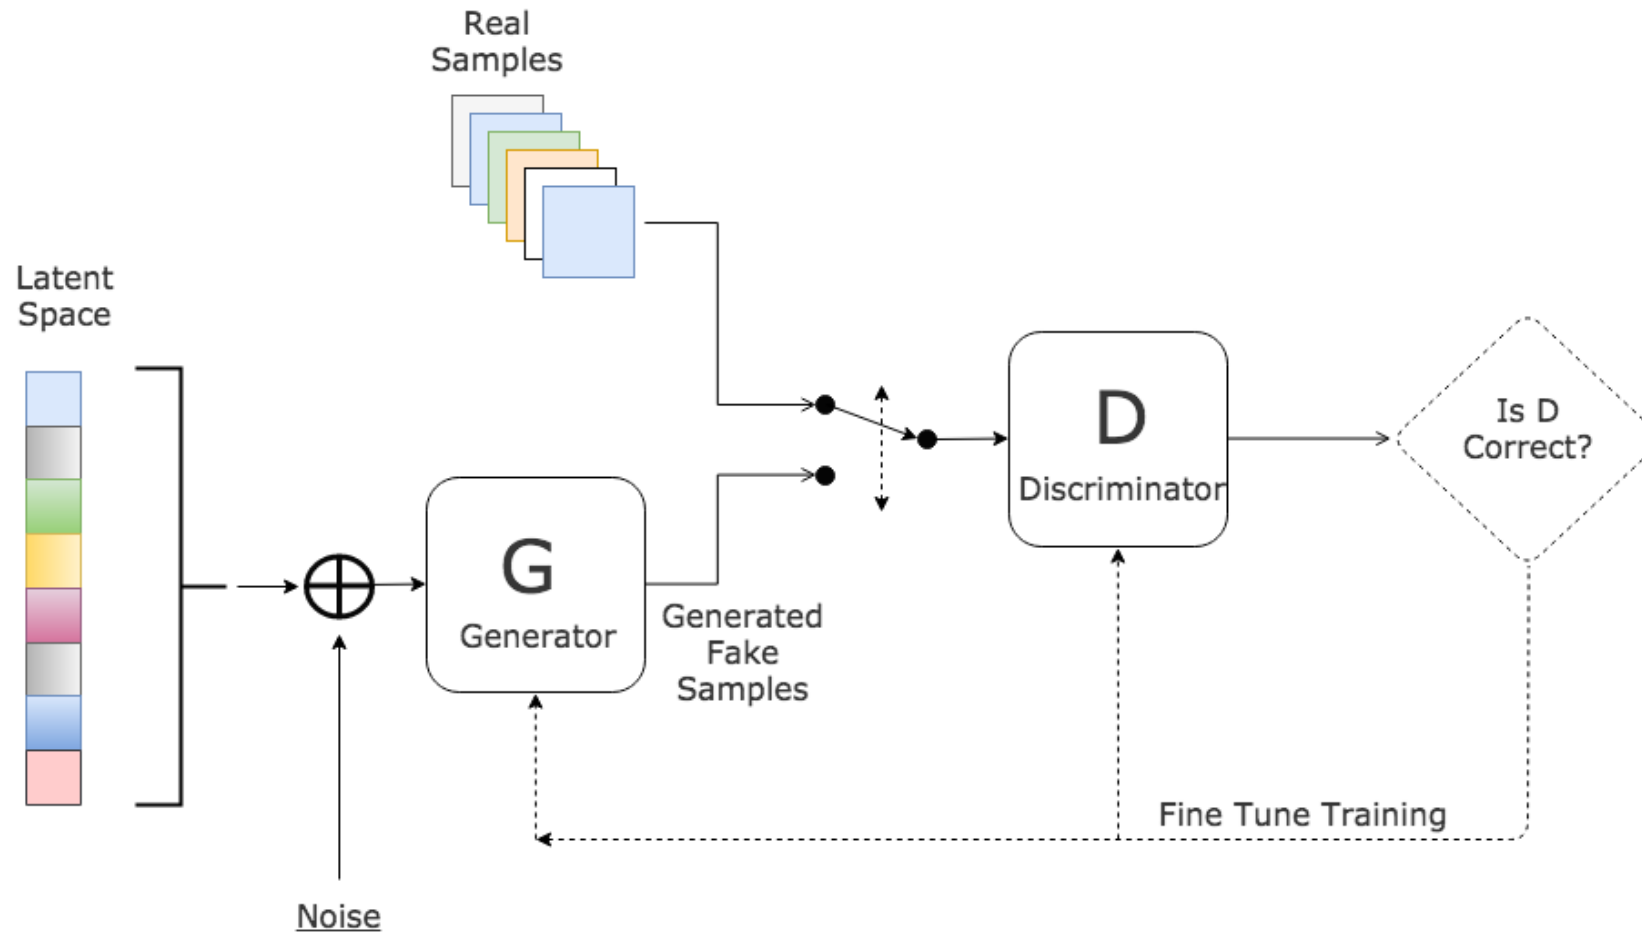 Real
Samples
Latent
Space
D
Discriminator
Is D
Correct?
G
Generator
Generated
Fake
Samples
Fine Tune Training
Noise